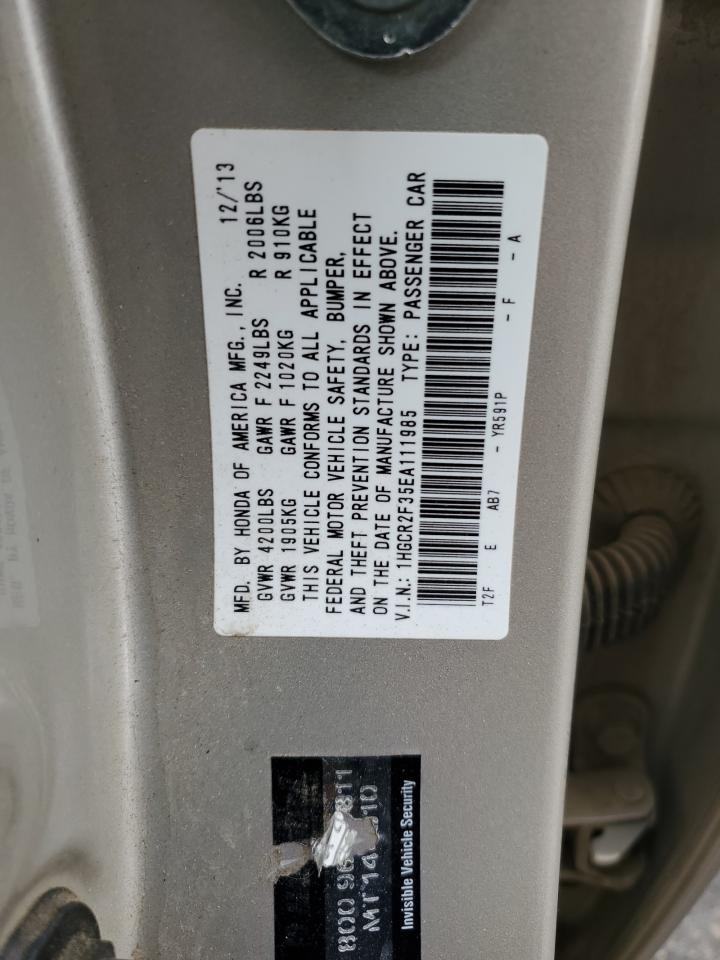 MFD. BY HONDA OF AMERICA MFG., INC. 12/'13
GVWR 4200LBS GAWR F 2249LBS R 2006LBS
GVWR 1905KG GAWR F 1020KG R 910KG
THIS VEHICLE CONFORMS TO ALL APPLICABLE
FEDERAL MOTOR VEHICLE SAFETY, BUMPER,
AND THEFT PREVENTION STANDARDS IN EFFECT
ON THE DATE OF MANUFACTURE SHOWN ABOVE.
V.I.N.: 1HGCR2F35EA111985 TYPE: PASSENGER CAR
T2F E AB7 - YR591P - F - A
800
Invisible Vehicle Security